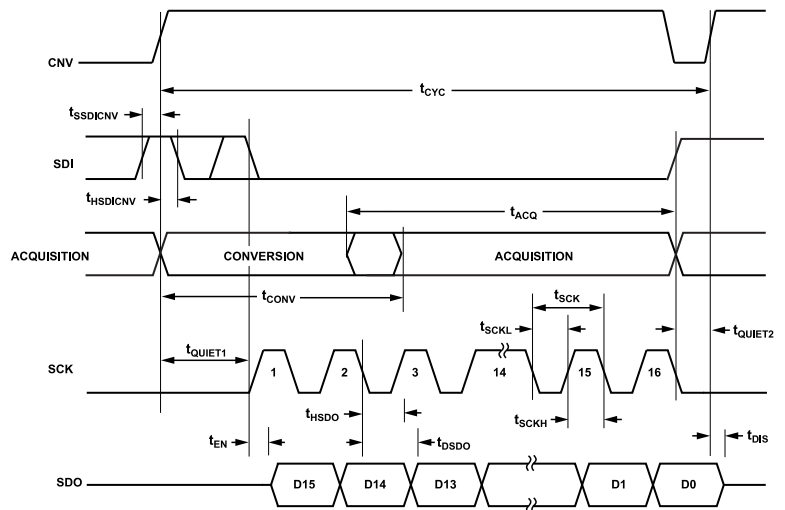 CNV
tCYC
tSSDICNV
SDI
tHSDICNV
tACQ
ACQUISITION
CONVERSION
ACQUISITION
tCONV
tSCK
tSCKL
tQUIET2
tQUIET1
SCK
1
2
3
14
15
16
tHSDO
tSCKH
tEN
tDSDO
tDIS
SDO
D15
D14
D13
D1
D0